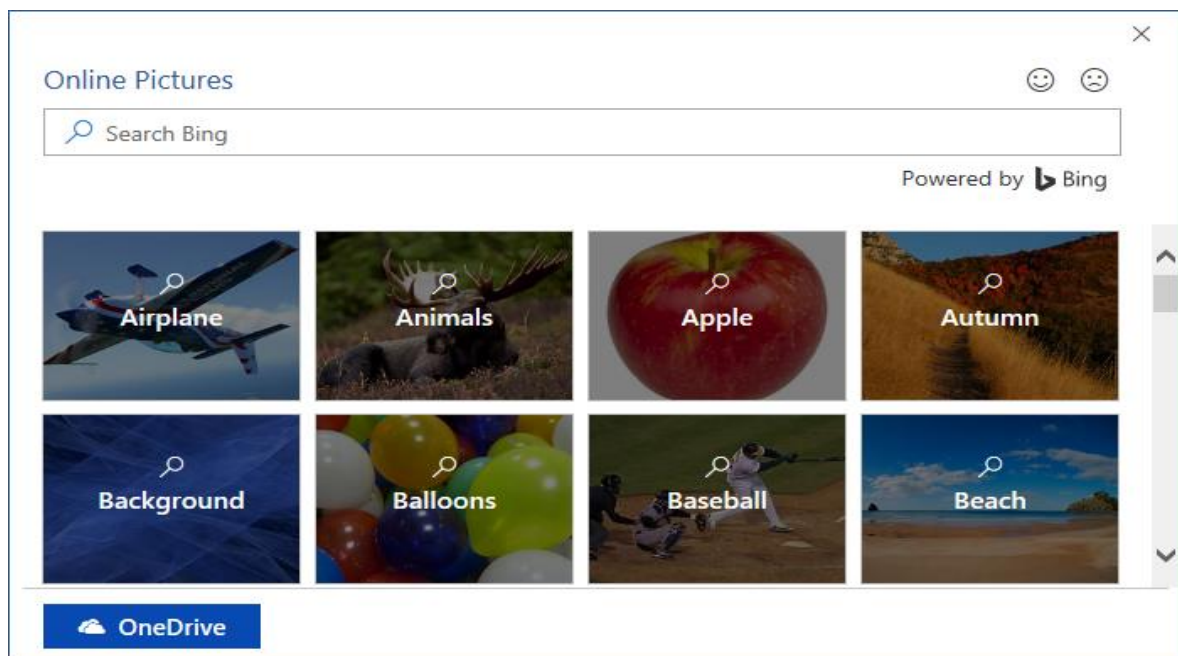 Online Pictures
Search Bing
Powered by Bing
Airplane Animals Apple Autumn
Background Balloons Baseball Beach
OneDrive